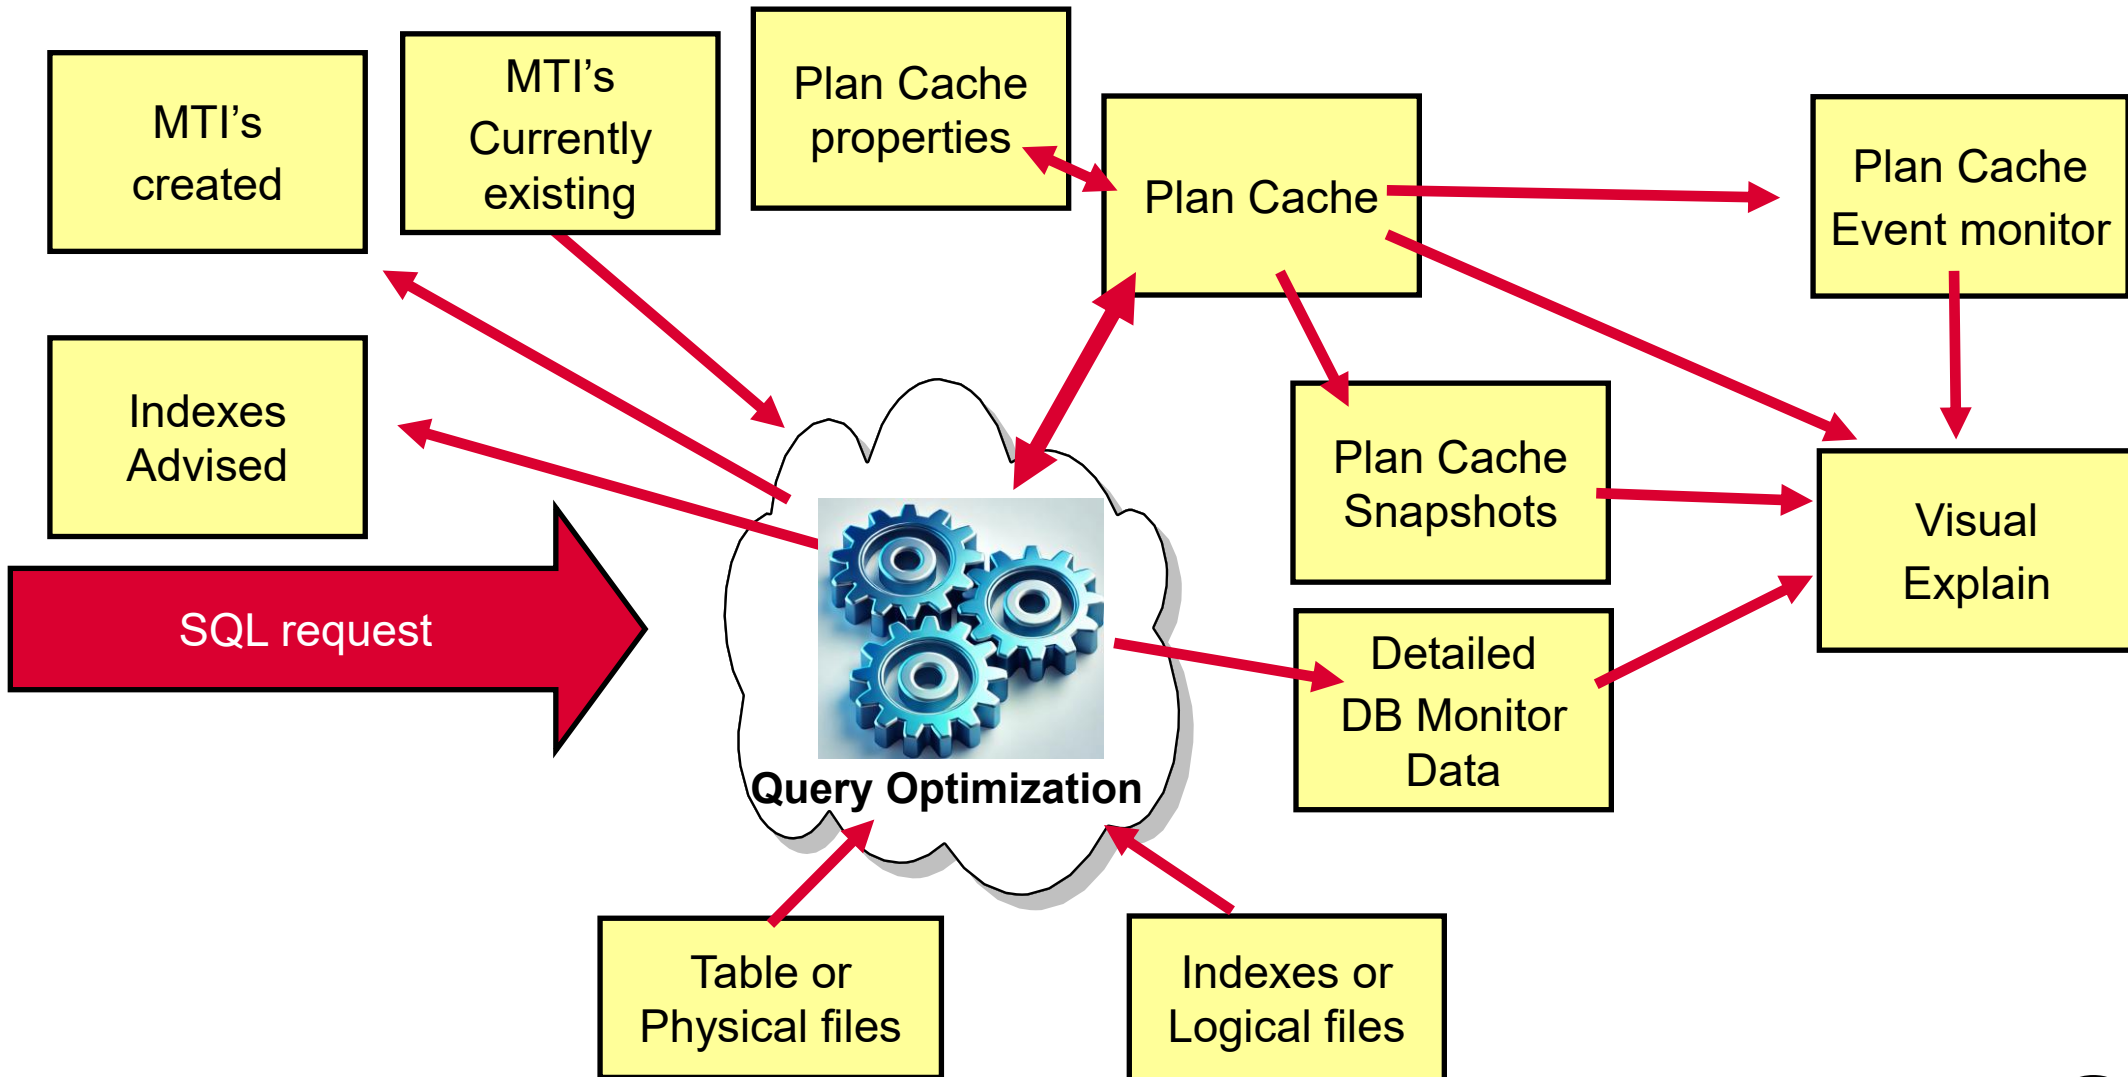 MTI’s
created
MTI’s
Currently
existing
Plan Cache
properties
Plan Cache
Plan Cache
Event monitor
Indexes
Advised
Plan Cache
Snapshots
Visual
Explain
SQL request
Detailed
DB Monitor
Data
Query Optimization
Table or
Physical files
Indexes or
Logical files